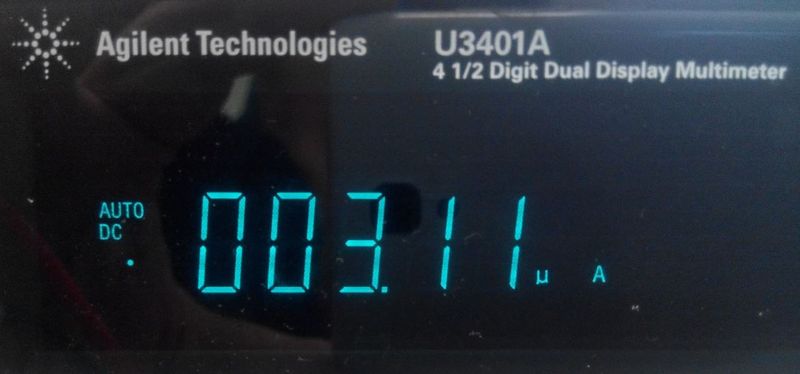 Agilent Technologies U3401A
4 1/2 Digit Dual Display Multimeter
AUTO
DC
003.11 µ A